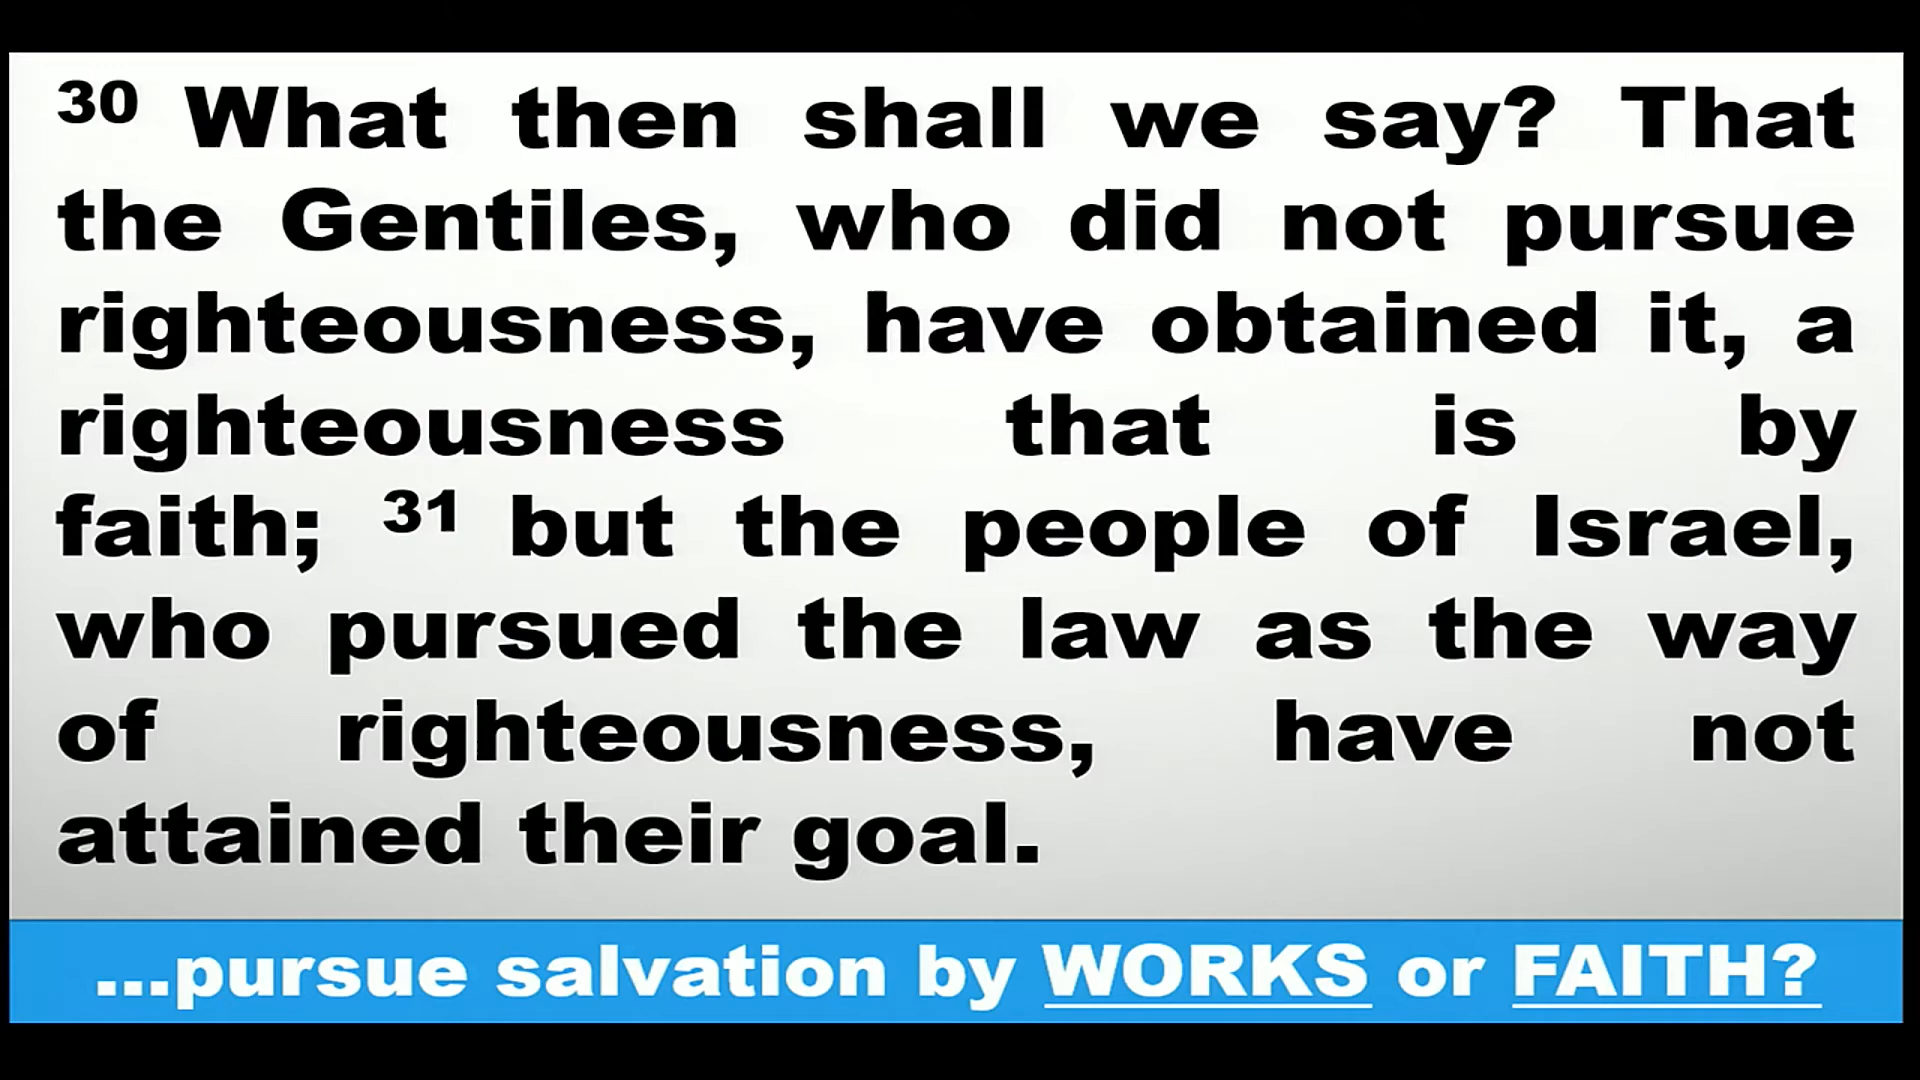 30 What then shall we say? That
the Gentiles, who did not pursue
righteousness, have obtained it, a
righteousness that is by
faith; 31 but the people of Israel,
who pursued the law as the way
of righteousness, have not
attained their goal.
...pursue salvation by WORKS or FAITH?